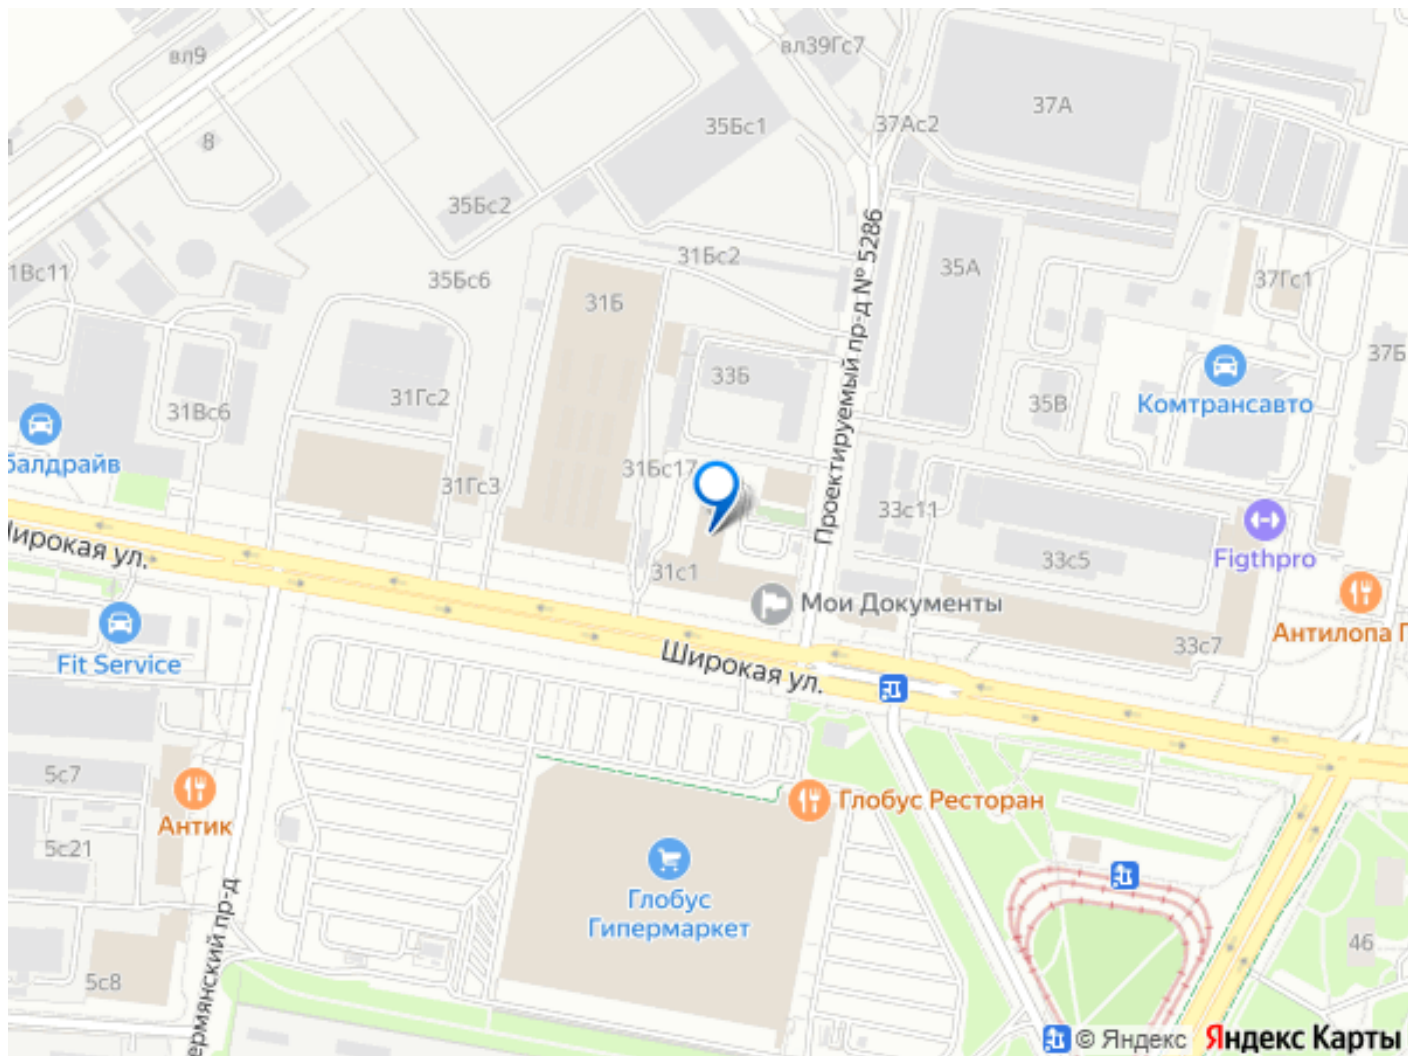 вл9
вл39Гс7
37А
8
35Бс1
37Ас2
35Бс2
31Бс2
Проектируемый пр-д № 5286
35А
1Вс11
35Бс6
37Гс1
31Б
33Б
37Б
31Гс2
35В
Комтрансавто
31Вс6
балдрайв
31Бс17
31Гс3
33с11
Широкая ул.
33с5
Figthpro
31с1
Мои Документы
Антилопа Г
Fit Service
33с7
Широкая ул.
5с7
Антик
Глобус Ресторан
5с21
Глобус
Гипермаркет
ермянский пр-д
46
5с8
© Яндекс Яндекс Карты